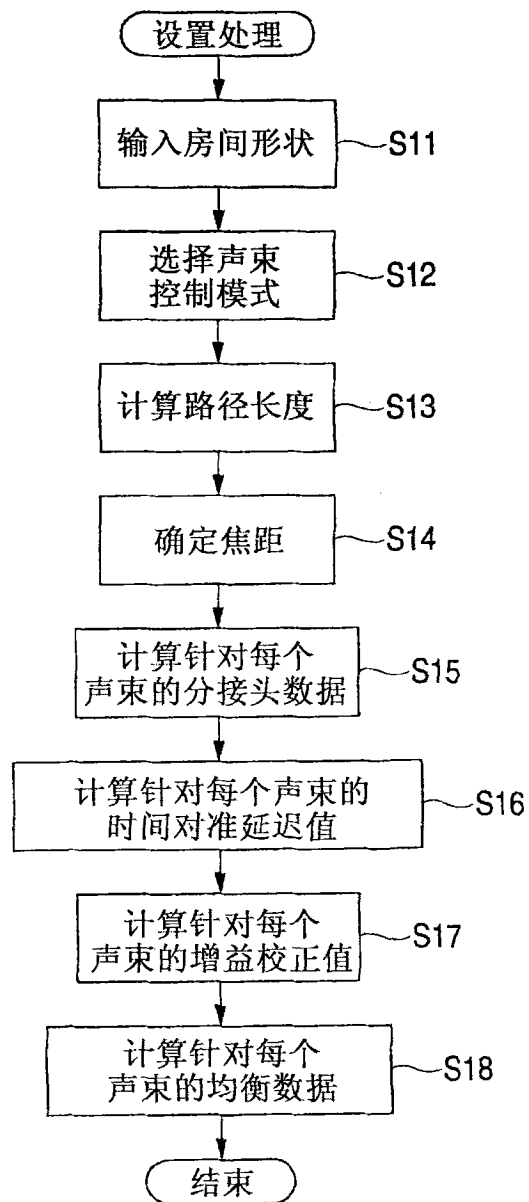 设置处理
输入房间形状
S11
选择声束
控制模式
S12
计算路径长度
S13
确定焦距
S14
计算针对每个
声束的分接头数据
S15
计算针对每个声束的
时间对准延迟值
S16
计算针对每个
声束的增益校正值
S17
计算针对每个
声束的均衡数据
S18
结束